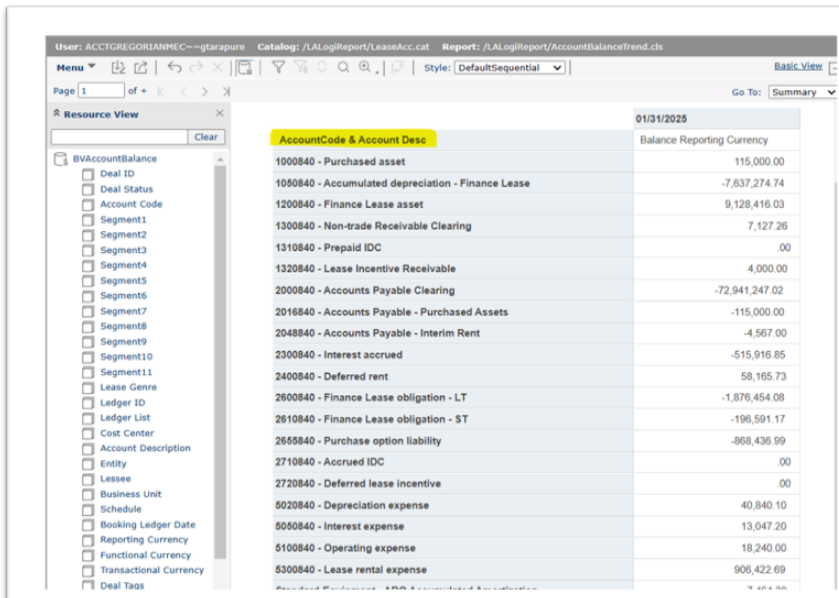 User: ACCTGREGORIANMEC~~gtarapure Catalog: /LALogiReport/LeaseAcc.cat Report: /LALogiReport/AccountBalanceTrend.cls
Menu Style: DefaultSequential Basic View
Page 1 of + Go To: Summary
Resource View
Clear
BVAccountBalance
Deal ID
Deal Status
Account Code
Segment1
Segment2
Segment3
Segment4
Segment5
Segment6
Segment7
Segment8
Segment9
Segment10
Segment11
Lease Genre
Ledger ID
Ledger List
Cost Center
Account Description
Entity
Lessee
Business Unit
Schedule
Booking Ledger Date
Reporting Currency
Functional Currency
Transactional Currency
Deal Tags
01/31/2025
AccountCode & Account Desc Balance Reporting Currency
1000840 - Purchased asset 115,000.00
1050840 - Accumulated depreciation - Finance Lease -7,637,274.74
1200840 - Finance Lease asset 9,128,416.03
1300840 - Non-trade Receivable Clearing 7,127.26
1310840 - Prepaid IDC .00
1320840 - Lease Incentive Receivable 4,000.00
2000840 - Accounts Payable Clearing -72,941,247.02
2016840 - Accounts Payable - Purchased Assets -115,000.00
2048840 - Accounts Payable - Interim Rent -4,567.00
2300840 - Interest accrued -515,916.85
2400840 - Deferred rent 58,165.73
2600840 - Finance Lease obligation - LT -1,876,454.08
2610840 - Finance Lease obligation - ST -196,591.17
2655840 - Purchase option liability -868,436.99
2710840 - Accrued IDC .00
2720840 - Deferred lease incentive .00
5020840 - Depreciation expense 40,840.10
5050840 - Interest expense 13,047.20
5100840 - Operating expense 18,240.00
5300840 - Lease rental expense 906,422.69